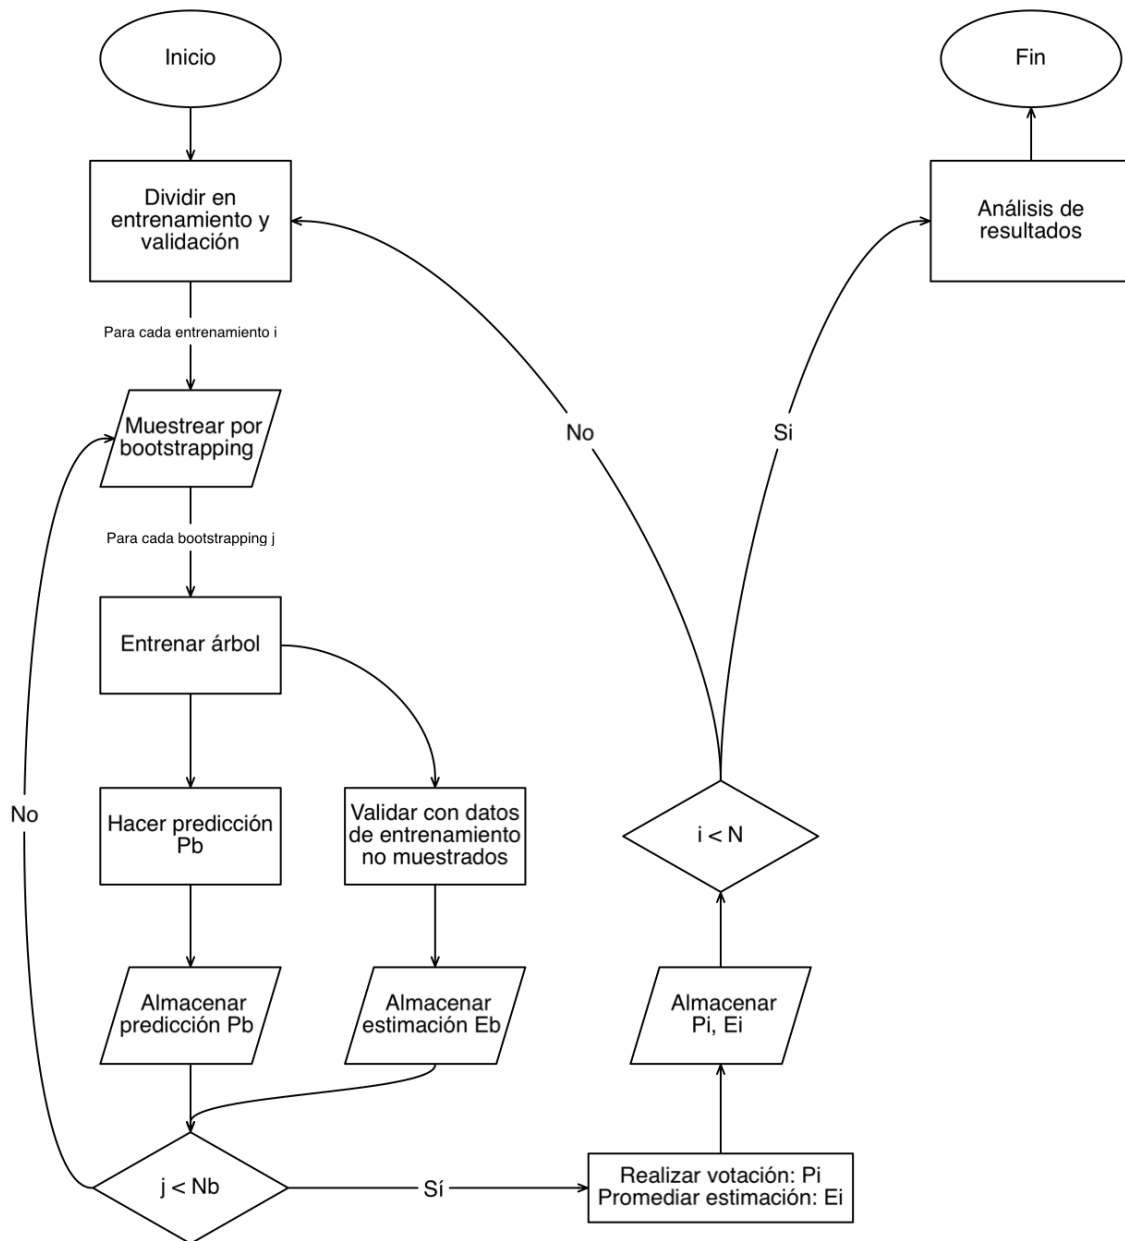 Inicio
Fin
Dividir en
entrenamiento y
validación
Análisis de
resultados
Para cada entrenamiento i
Muestrear por
bootstrapping
No
Si
Para cada bootstrapping j
Entrenar árbol
No
Hacer predicción
Pb
Validar con datos
de entrenamiento
no muestrados
i < N
Almacenar
predicción Pb
Almacenar
estimación Eb
Almacenar
Pi, Ei
j < Nb
Sí
Realizar votación: Pi
Promediar estimación: Ei